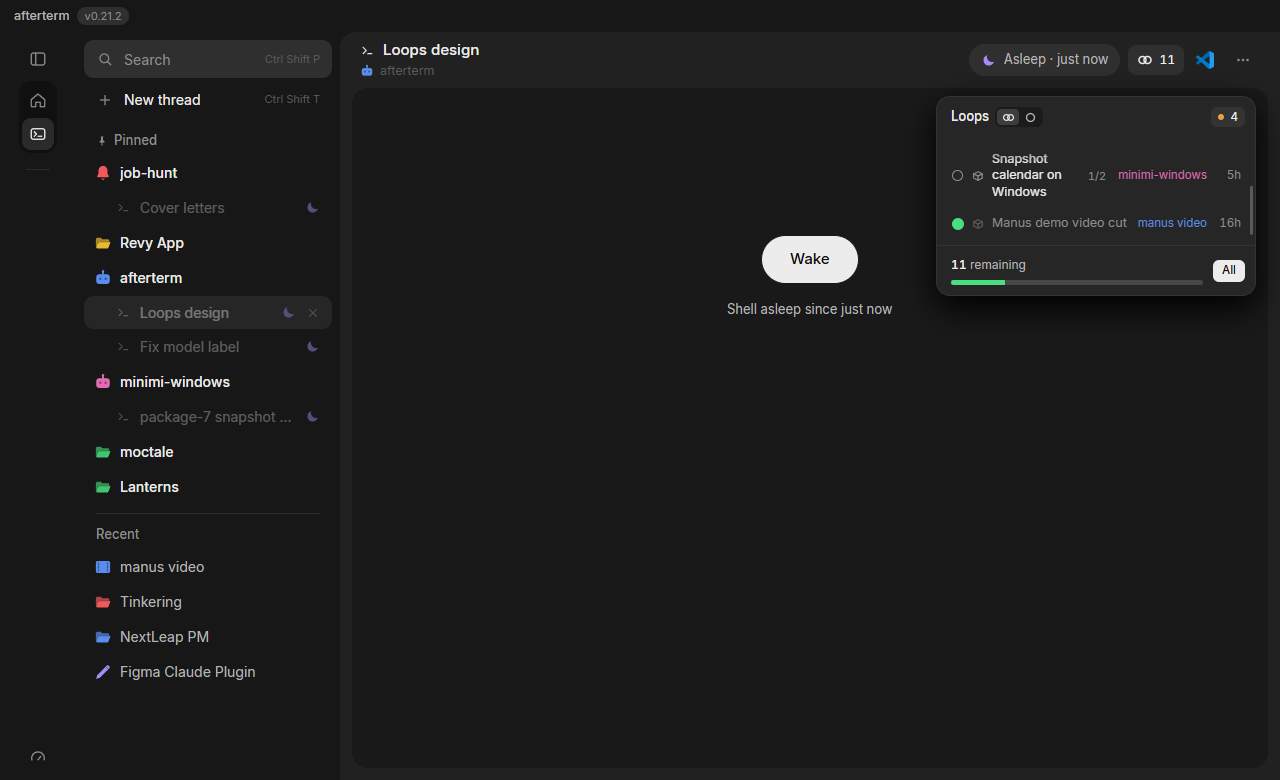 afterterm v0.21.2
Search Ctrl Shift P
New thread Ctrl Shift T
Pinned
job-hunt
Cover letters
Revy App
afterterm
Loops design
Fix model label
minimi-windows
package-7 snapshot ...
moctale
Lanterns
Recent
manus video
Tinkering
NextLeap PM
Figma Claude Plugin
Loops design
afterterm
Asleep · just now
11
Loops
4
Snapshot
calendar on
Windows
1/2 minimi-windows 5h
Manus demo video cut manus video 16h
11 remaining
All
Wake
Shell asleep since just now